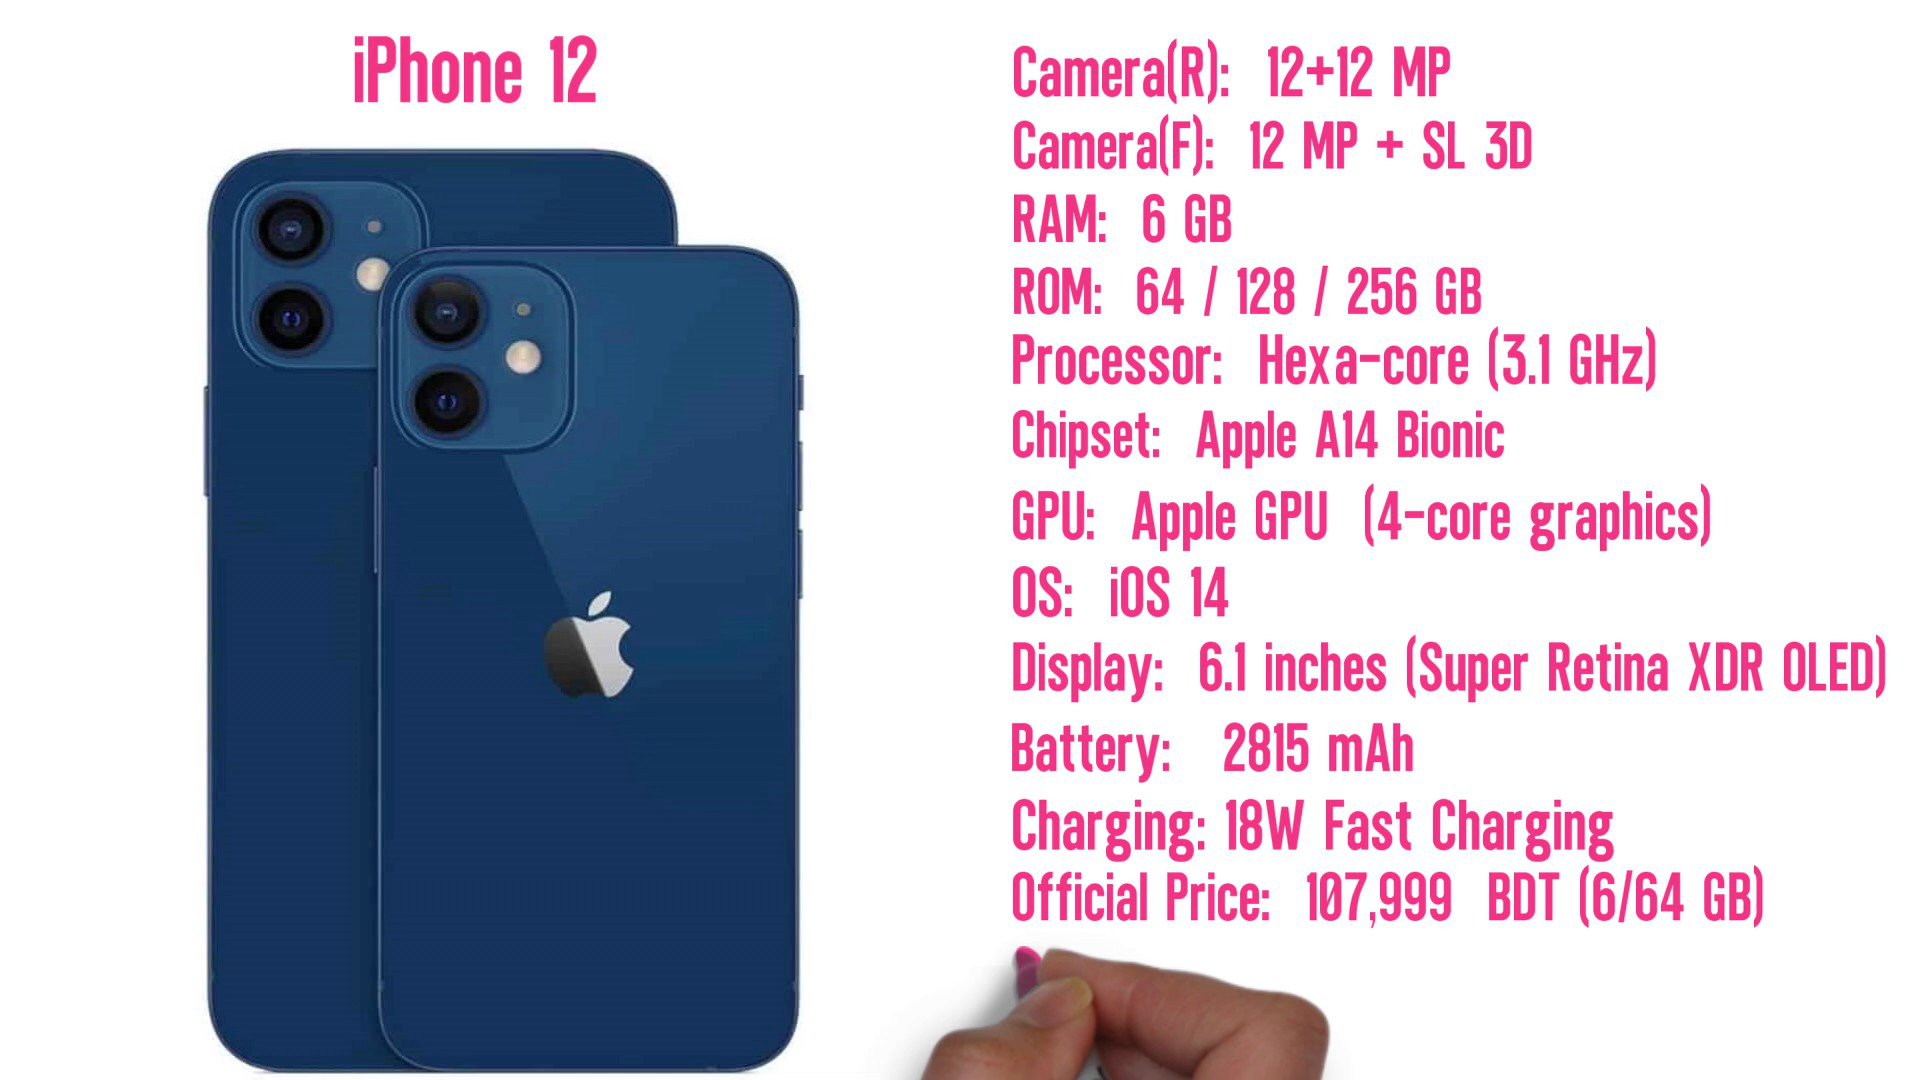 iPhone 12
Camera(R): 12+12 MP
Camera(F): 12 MP + SL 3D
RAM: 6 GB
ROM: 64 / 128 / 256 GB
Processor: Hexa-core (3.1 GHz)
Chipset: Apple A14 Bionic
GPU: Apple GPU (4-core graphics)
OS: iOS 14
Display: 6.1 inches (Super Retina XDR OLED)
Battery: 2815 mAh
Charging: 18W Fast Charging
Official Price: 107,999 BDT (6/64 GB)